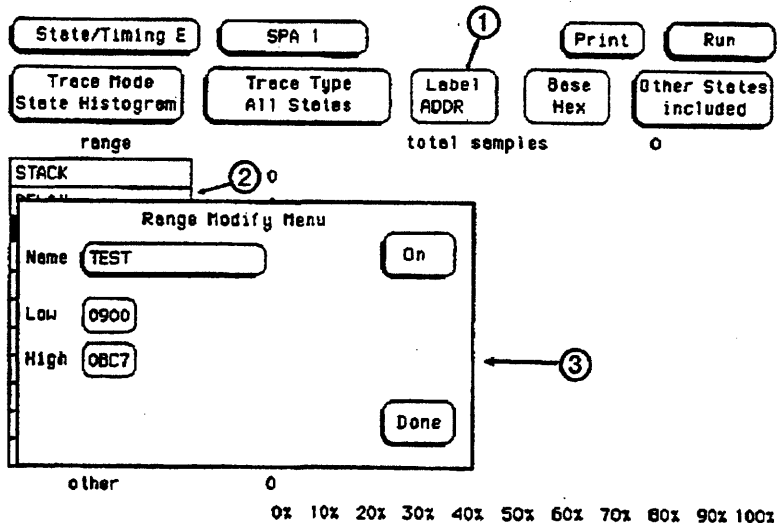 ①
State/Timing E SPA 1 Print Run
Trace Mode State Histogram Trace Type All States Label ADDR Base Hex Other States included
range total samples 0
STACK ② 0
DELAY
Range Modify Menu
Name TEST On
Low 0900
High 0BC7 ③
Done
other 0
0% 10% 20% 30% 40% 50% 60% 70% 80% 90% 100%